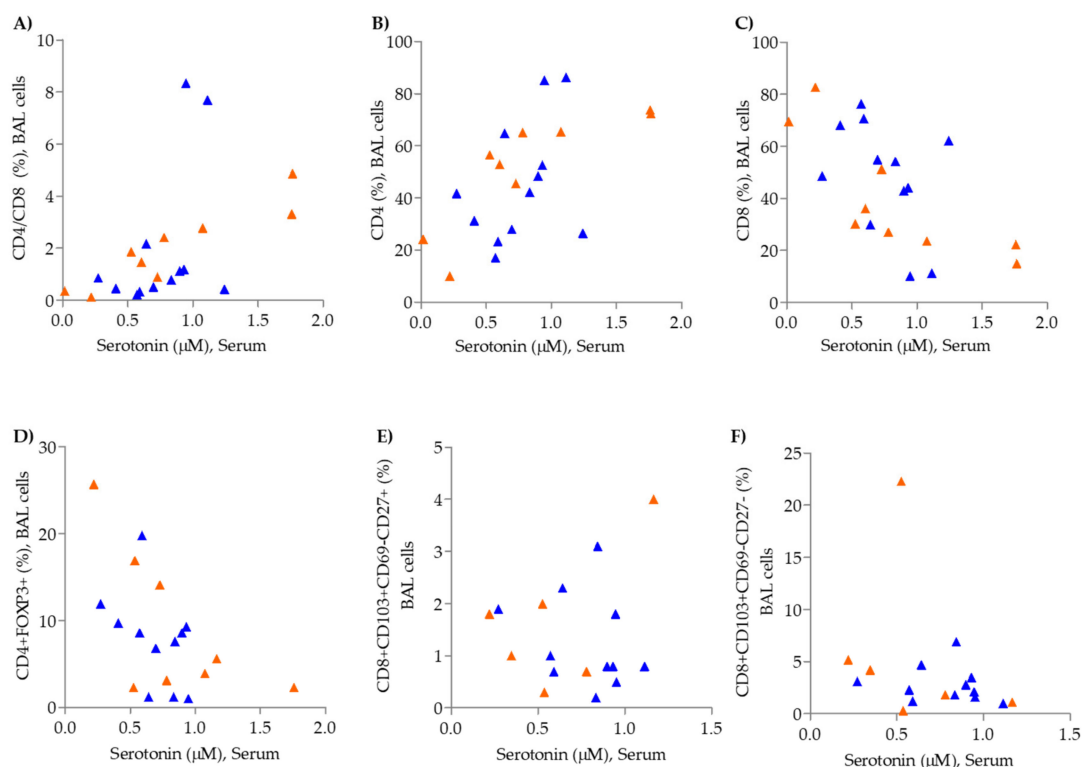 A)
B)
C)
CD4/CD8 (%), BAL cells
10
8
6
4
2
0
0.0 0.5 1.0 1.5 2.0
Serotonin (μM), Serum
CD4 (%), BAL cells
100
80
60
40
20
0
0.0 0.5 1.0 1.5 2.0
Serotonin (μM), Serum
CD8 (%), BAL cells
100
80
60
40
20
0
0.0 0.5 1.0 1.5 2.0
Serotonin (μM), Serum
D)
E)
F)
CD4+FOXP3+ (%), BAL cells
30
20
10
0
0.0 0.5 1.0 1.5 2.0
Serotonin (μM), Serum
CD8+CD103+CD69-CD27+ (%)
BAL cells
5
4
3
2
1
0
0.0 0.5 1.0 1.5
Serotonin (μM), Serum
CD8+CD103+CD69-CD27- (%)
BAL cells
25
20
15
10
5
0
0.0 0.5 1.0 1.5
Serotonin (μM), Serum